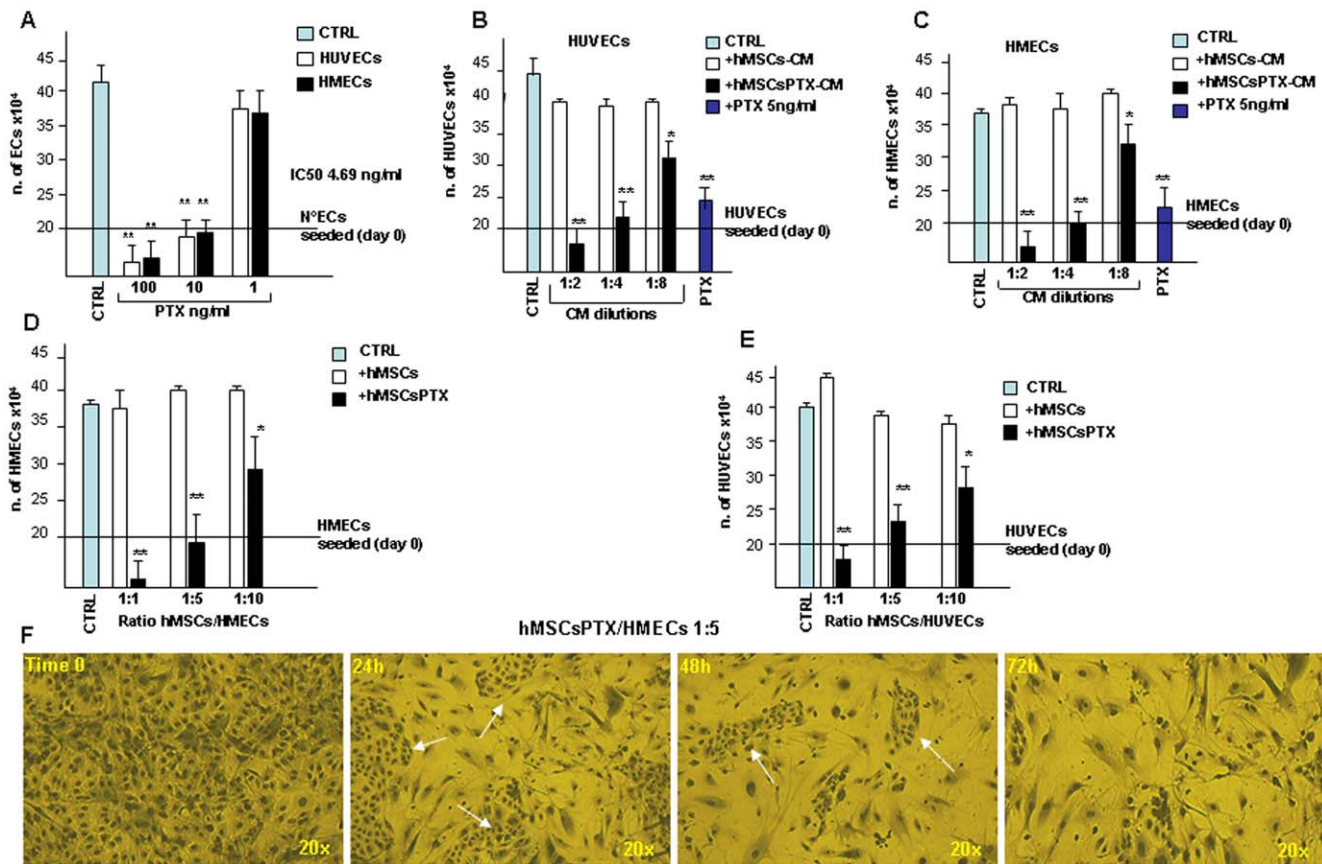 A
CTRL
HUVECs
HMECs
n. of ECs x10⁴
45
40
35
30
25
20
** ** ** **
IC50 4.69 ng/ml
N°ECs
seeded (day 0)
CTRL
100 10 1
PTX ng/ml
B
HUVECs
CTRL
+hMSCs-CM
+hMSCsPTX-CM
+PTX 5ng/ml
n. of HUVECs x10⁴
45
40
35
30
25
20
** ** * **
HUVECs
seeded (day 0)
CTRL
1:2 1:4 1:8
PTX
CM dilutions
C
HMECs
CTRL
+hMSCs-CM
+hMSCsPTX-CM
+PTX 5ng/ml
n. of HMECs x10⁴
45
40
35
30
25
20
** ** * **
HMECs
seeded (day 0)
CTRL
1:2 1:4 1:8
PTX
CM dilutions
D
CTRL
+hMSCs
+hMSCsPTX
n. of HMECs x10⁴
45
40
35
30
25
20
** ** *
HMECs
seeded (day 0)
CTRL
1:1 1:5 1:10
Ratio hMSCs/HMECs
E
CTRL
+hMSCs
+hMSCsPTX
n. of HUVECs x10⁴
45
40
35
30
25
20
** ** *
HUVECs
seeded (day 0)
CTRL
1:1 1:5 1:10
Ratio hMSCs/HUVECs
F
hMSCsPTX/HMECs 1:5
Time 0
20x
24h
20x
48h
20x
72h
20x